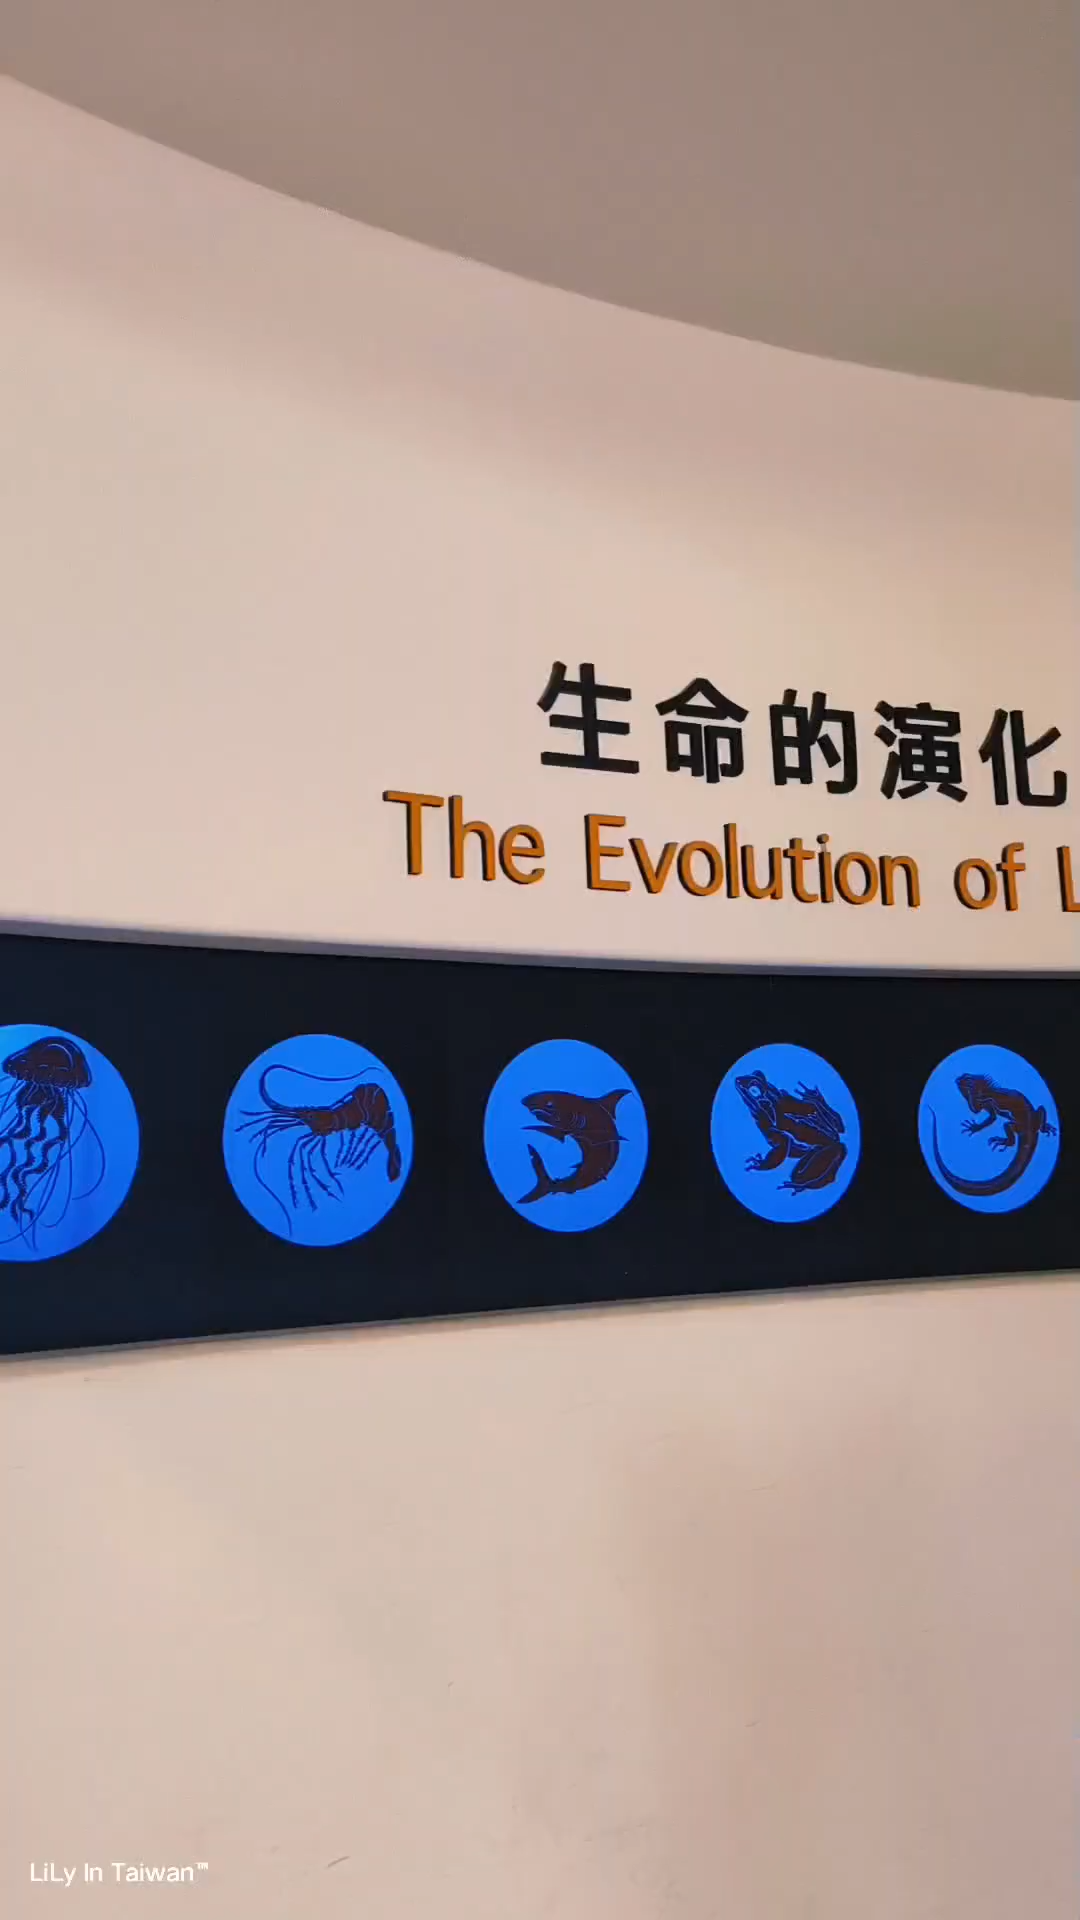 生命的演化
The Evolution of L
LiLy In Taiwan™